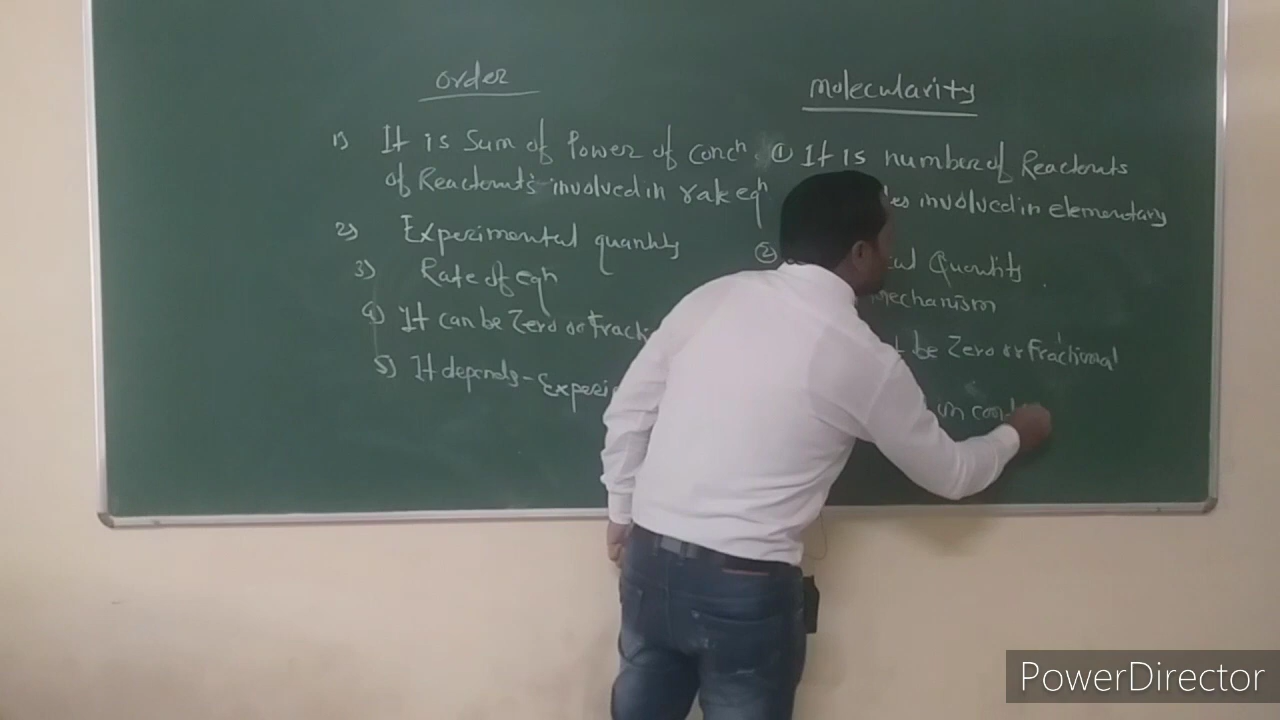 order
1) It is Sum of Power of concn
of Reactants involved in rate eqn
2) Experimental quantity
3) Rate of eqn
4) It can be Zero or
5) It depends -
molecularity
① It is number of Reactants
involved in elementary
② Quantity
mechanism
be Zero or Fractional
PowerDirector